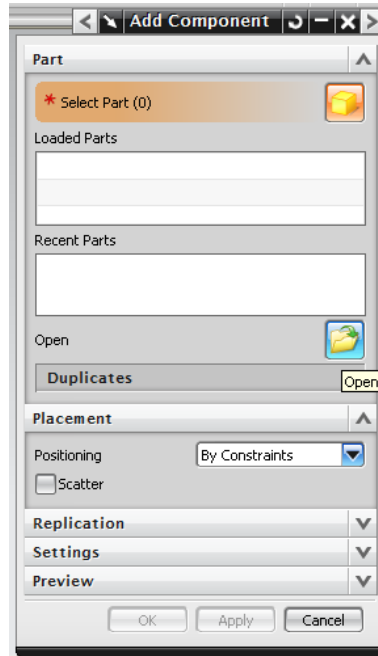 Add Component
Part
* Select Part (0)
Loaded Parts
Recent Parts
Open
Duplicates
Open
Placement
Positioning By Constraints
Scatter
Replication
Settings
Preview
OK Apply Cancel